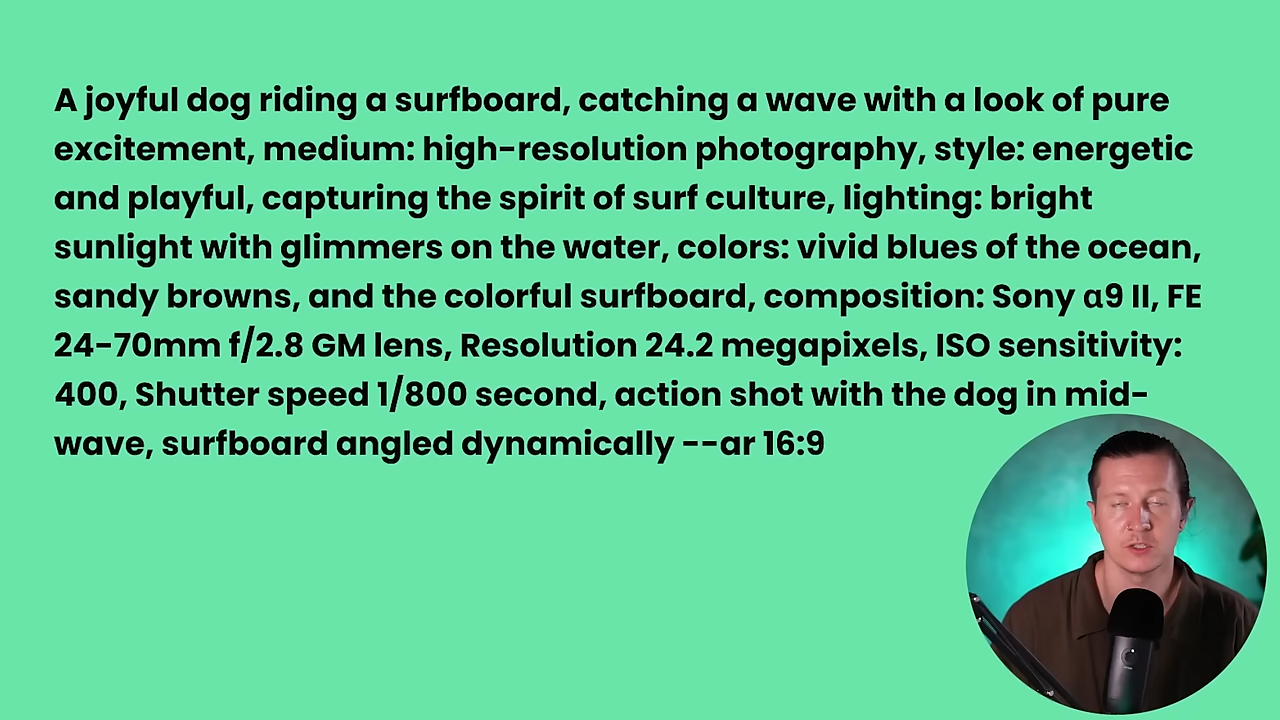 A joyful dog riding a surfboard, catching a wave with a look of pure
excitement, medium: high-resolution photography, style: energetic
and playful, capturing the spirit of surf culture, lighting: bright
sunlight with glimmers on the water, colors: vivid blues of the ocean,
sandy browns, and the colorful surfboard, composition: Sony α9 II, FE
24-70mm f/2.8 GM lens, Resolution 24.2 megapixels, ISO sensitivity:
400, Shutter speed 1/800 second, action shot with the dog in mid-
wave, surfboard angled dynamically --ar 16:9